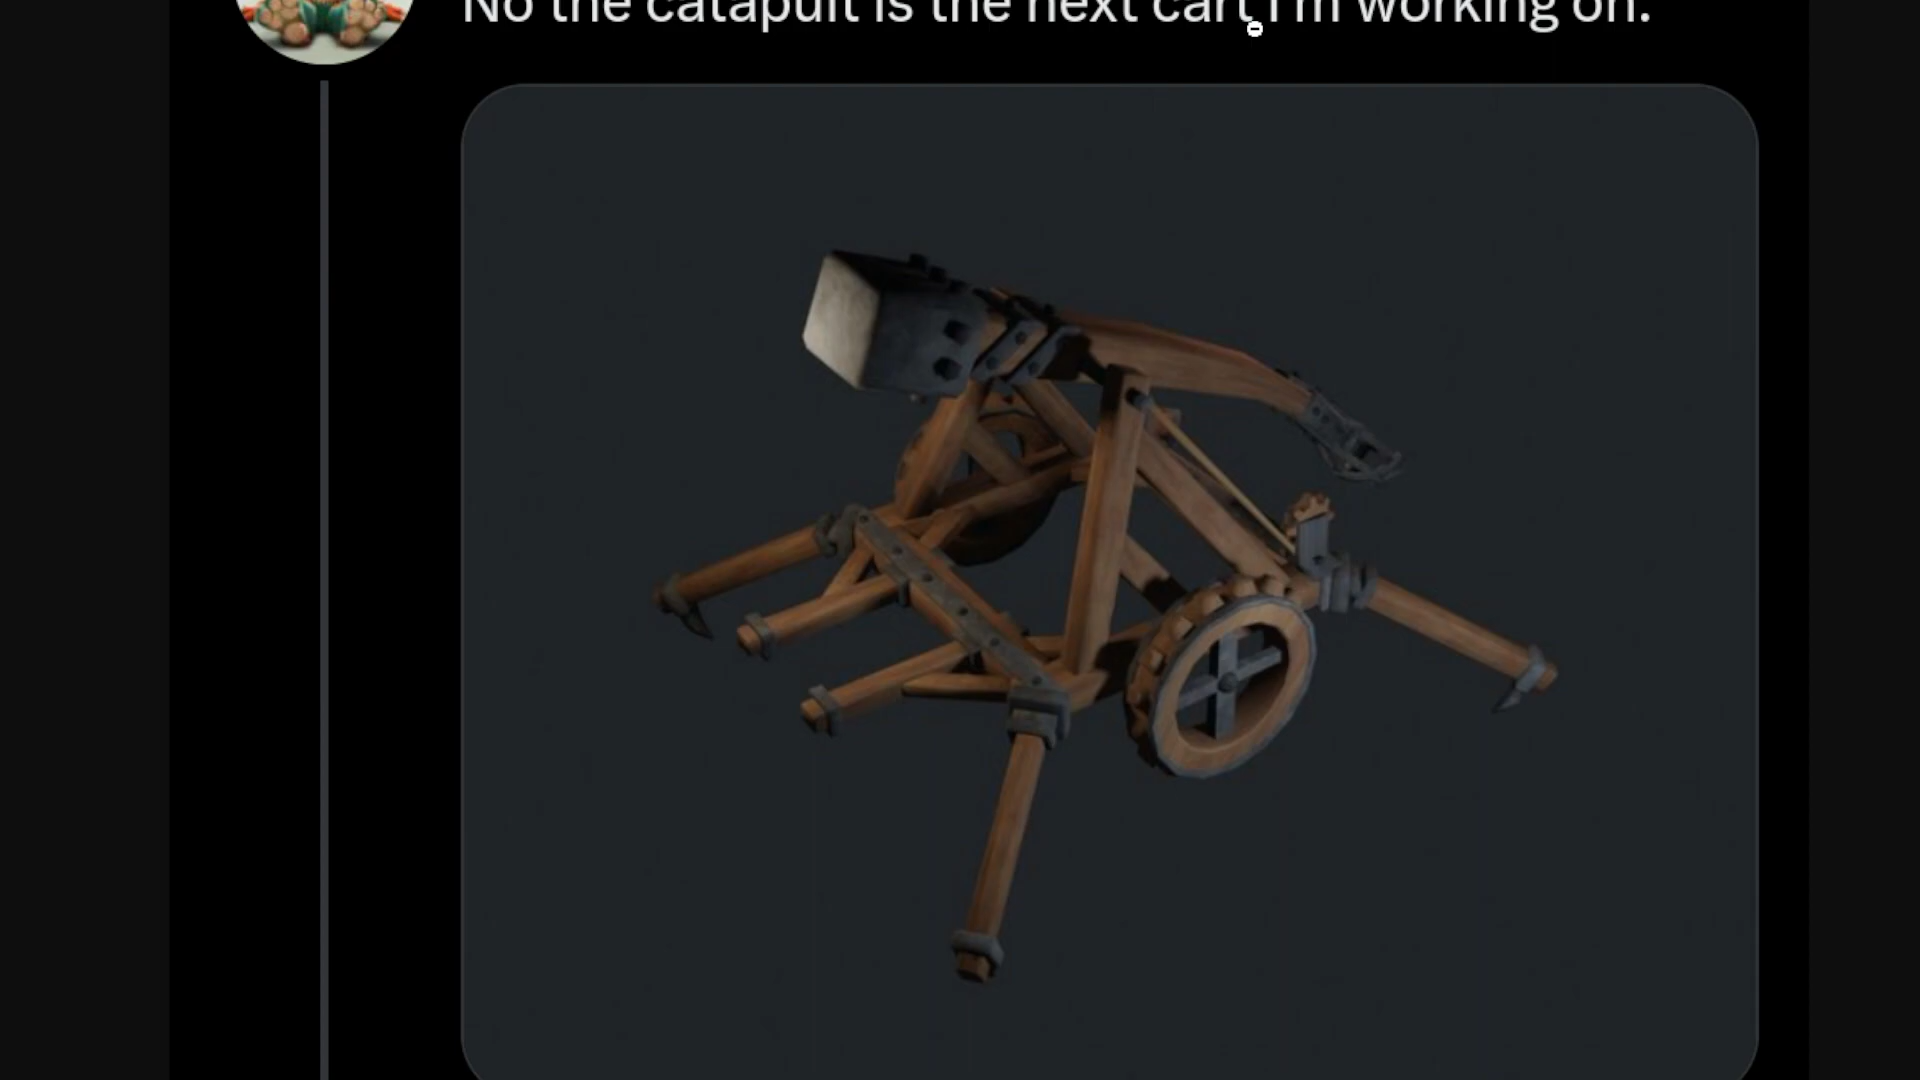 No the catapult is the next cart I'm working on.